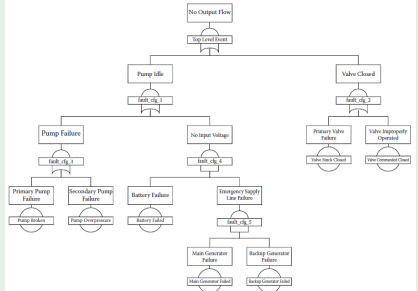 No Output Flow
Top Level Event
Pump Idle
Valve Closed
fault_cfg_1
fault_cfg_2
Pump Failure
No Input Voltage
Primary Valve
Failure
Valve Improperly
Operated
fault_cfg_3
fault_cfg_4
Valve Stuck Closed
Valve Commanded Closed
Primary Pump
Failure
Secondary Pump
Failure
Battery Failure
Emergency Supply
Line Failure
Pump Broken
Pump Overpressure
Battery Failed
fault_cfg_5
Main Generator
Failure
Backup Generator
Failure
Main Generator Failed
Backup Generator Failed